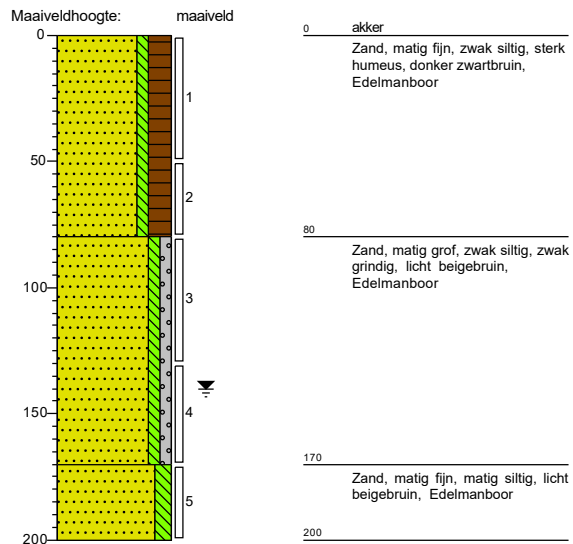 Maaiveldhoogte: maaiveld
0
50
100
150
200
1
2
3
4
5
0 akker
Zand, matig fijn, zwak siltig, sterk
humeus, donker zwartbruin,
Edelmanboor
80
Zand, matig grof, zwak siltig, zwak
grindig, licht beigebruin,
Edelmanboor
170
Zand, matig fijn, matig siltig, licht
beigebruin, Edelmanboor
200